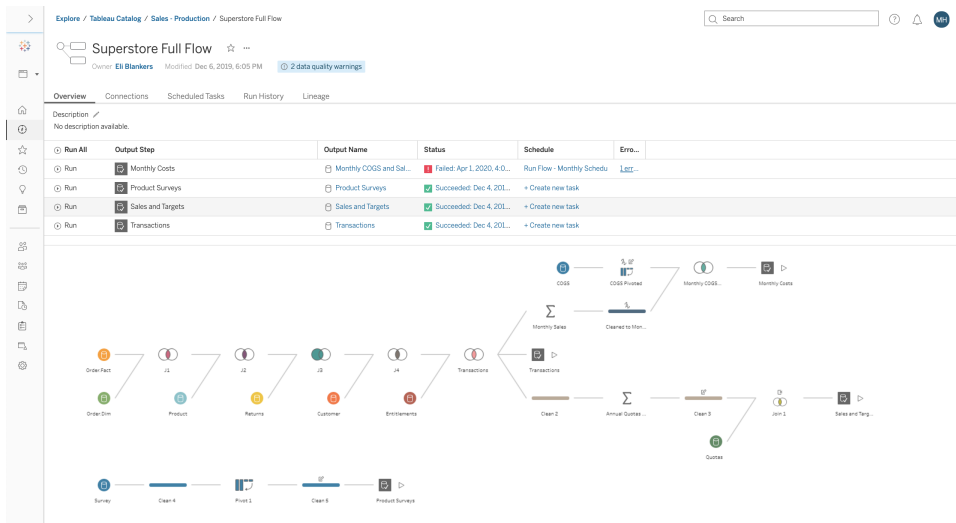 Explore / Tableau Catalog / Sales - Production / Superstore Full Flow
Search
?
MH
Superstore Full Flow
Owner Eli Blankers Modified Dec 6, 2019, 6:05 PM 2 data quality warnings
Overview Connections Scheduled Tasks Run History Lineage
Description
No description available.
Run All Output Step Output Name Status Schedule Erro...
Run Monthly Costs Monthly COGS and Sal... Failed: Apr 1, 2020, 4:0... Run Flow - Monthly Schedu 1 err...
Run Product Surveys Product Surveys Succeeded: Dec 4, 201... + Create new task
Run Sales and Targets Sales and Targets Succeeded: Dec 4, 201... + Create new task
Run Transactions Transactions Succeeded: Dec 4, 201... + Create new task
COGS COGS Pivoted Monthly COGS... Monthly Costs
Monthly Sales Cleaned to Mon...
Order Fact J1 J2 J3 J4 Transactions Transactions
Order Dim Product Returns Customer Entitlements Clean 2 Annual Quotes ... Clean 3 Join 1 Sales and Targ...
Quotes
Survey Clean 4 Pivot 1 Clean 5 Product Surveys